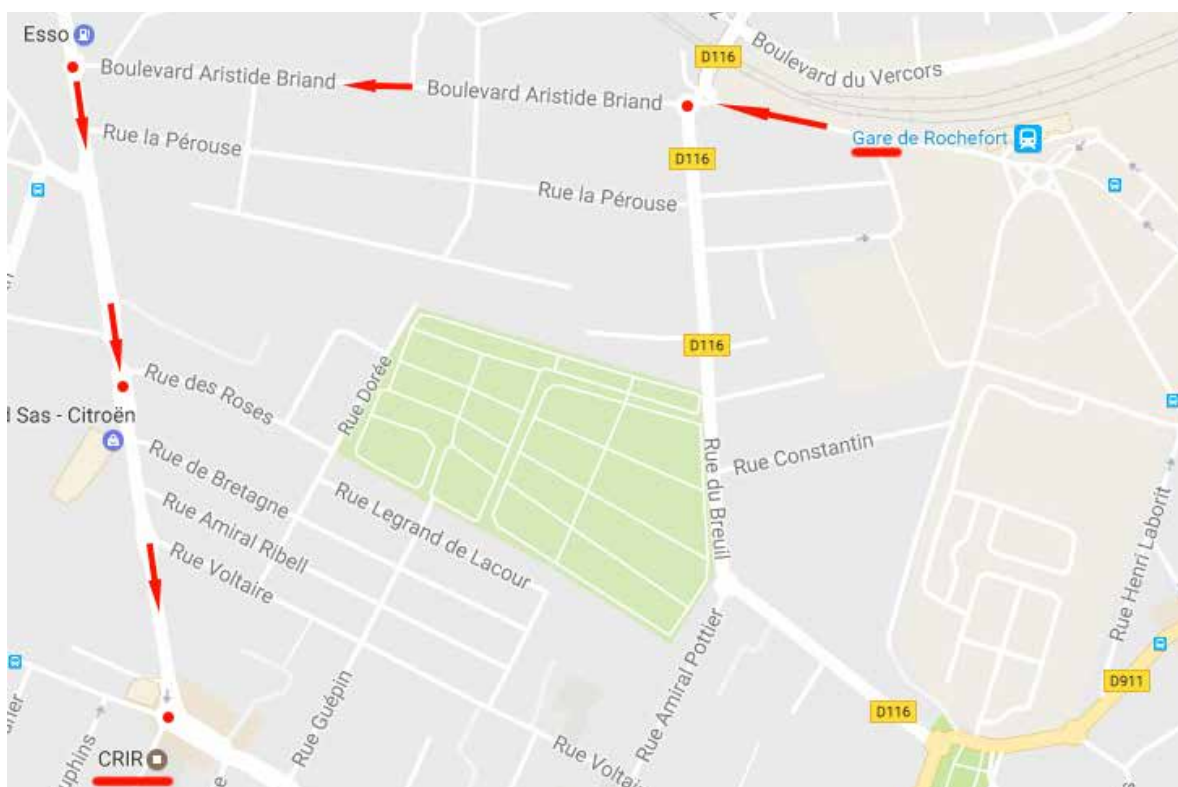 Esso
Boulevard Aristide Briand
Boulevard Aristide Briand
D116
Boulevard du Vercors
Rue la Pérouse
D116
Gare de Rochefort
Rue la Pérouse
D116
Rue Dorée
Rue des Roses
Sas - Citroën
Rue de Bretagne
Rue Amiral Ribell
Rue Voltaire
Rue Legrand de Lacour
Rue du Breuil
Rue Constantin
Rue Henri Laborit
Rue Amiral Pottier
D911
D116
Rue Guépin
Rue Voltaire
CRIR